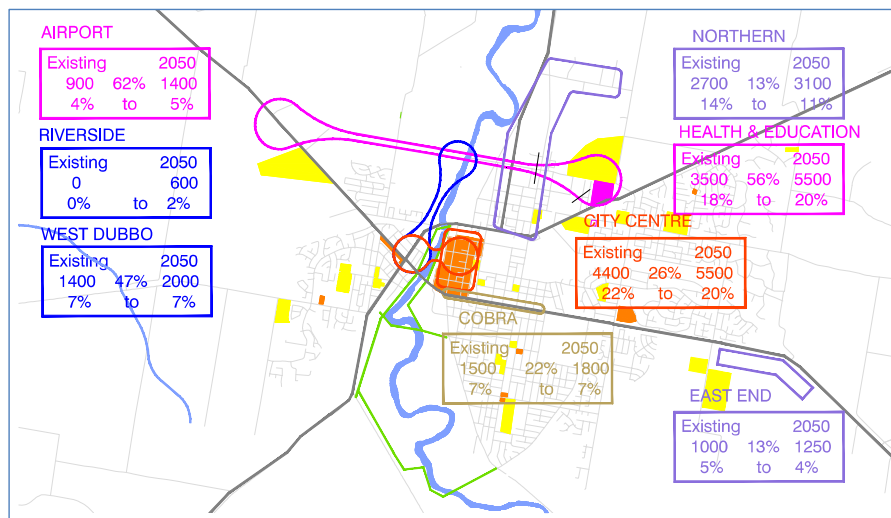 AIRPORT
Existing 2050
900 62% 1400
4% to 5%
RIVERSIDE
Existing 2050
0 600
0% to 2%
WEST DUBBO
Existing 2050
1400 47% 2000
7% to 7%
NORTHERN
Existing 2050
2700 13% 3100
14% to 11%
HEALTH & EDUCATION
Existing 2050
3500 56% 5500
18% to 20%
CITY CENTRE
Existing 2050
4400 26% 5500
22% to 20%
COBRA
Existing 2050
1500 22% 1800
7% to 7%
EAST END
Existing 2050
1000 13% 1250
5% to 4%